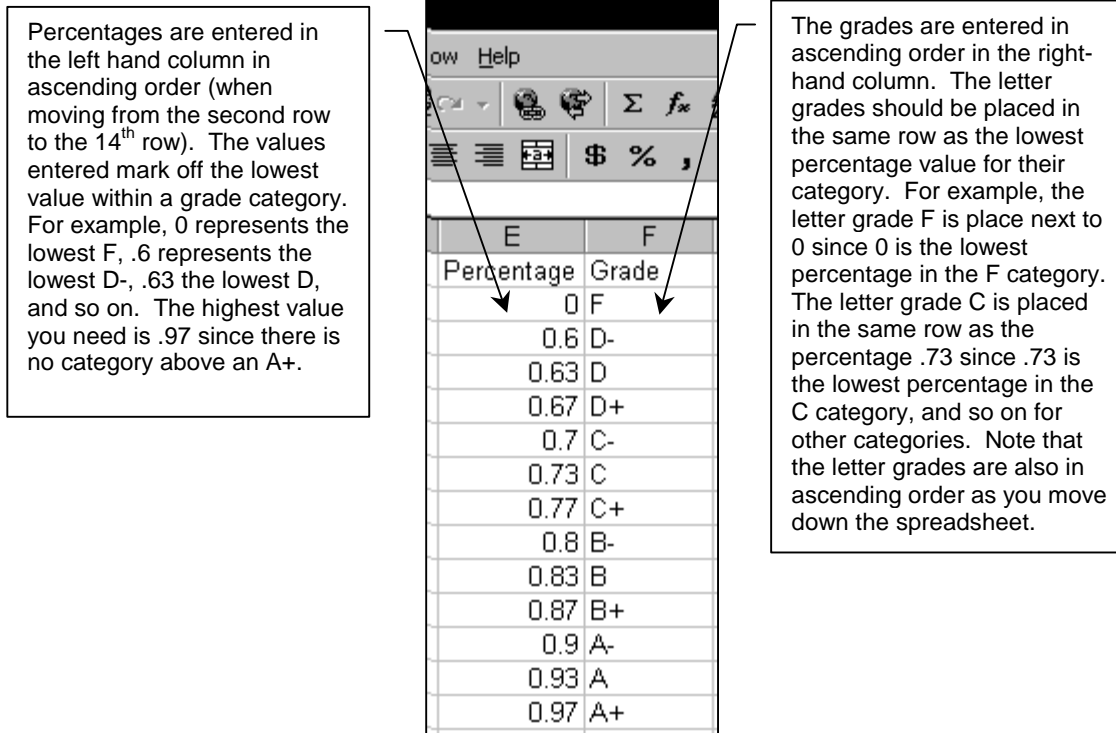 Percentages are entered in
the left hand column in
ascending order (when
moving from the second row
to the 14th row). The values
entered mark off the lowest
value within a grade category.
For example, 0 represents the
lowest F, .6 represents the
lowest D-, .63 the lowest D,
and so on. The highest value
you need is .97 since there is
no category above an A+.
ow Help
Σ fx
a $ % ,
E F
Percentage Grade
0 F
0.6 D-
0.63 D
0.67 D+
0.7 C-
0.73 C
0.77 C+
0.8 B-
0.83 B
0.87 B+
0.9 A-
0.93 A
0.97 A+
The grades are entered in
ascending order in the right-
hand column. The letter
grades should be placed in
the same row as the lowest
percentage value for their
category. For example, the
letter grade F is place next to
0 since 0 is the lowest
percentage in the F category.
The letter grade C is placed
in the same row as the
percentage .73 since .73 is
the lowest percentage in the
C category, and so on for
other categories. Note that
the letter grades are also in
ascending order as you move
down the spreadsheet.